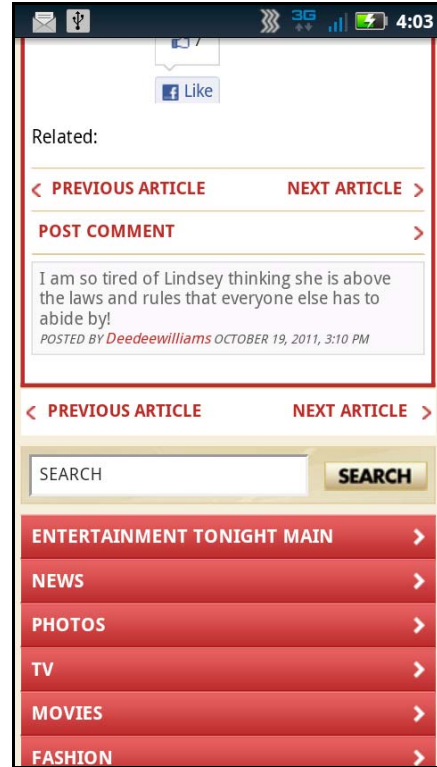 3G 4:03
7
Like
Related:
PREVIOUS ARTICLE NEXT ARTICLE
POST COMMENT
I am so tired of Lindsey thinking she is above
the laws and rules that everyone else has to
abide by!
POSTED BY Deedeewilliams OCTOBER 19, 2011, 3:10 PM
PREVIOUS ARTICLE NEXT ARTICLE
SEARCH SEARCH
ENTERTAINMENT TONIGHT MAIN
NEWS
PHOTOS
TV
MOVIES
FASHION